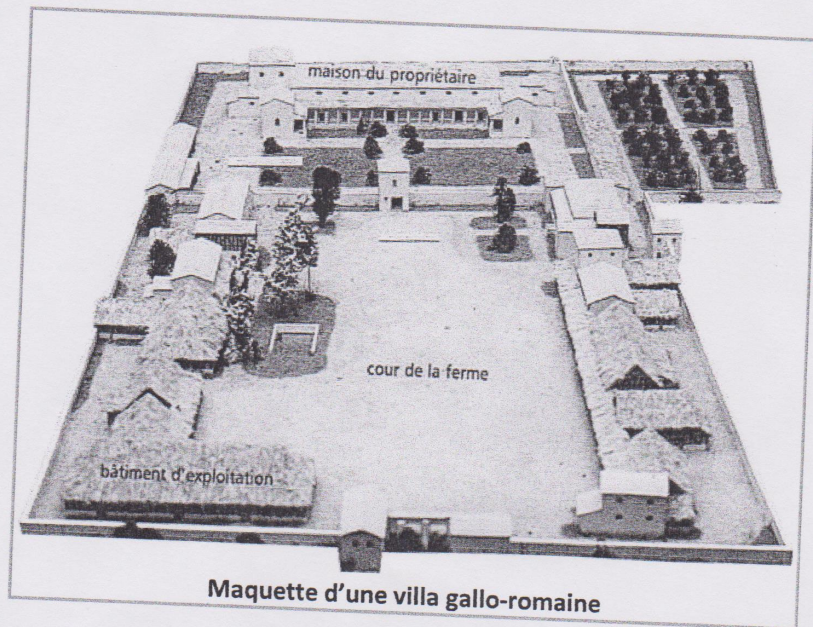 maison du propriétaire
cour de la ferme
bâtiment d'exploitation
Maquette d'une villa gallo-romaine